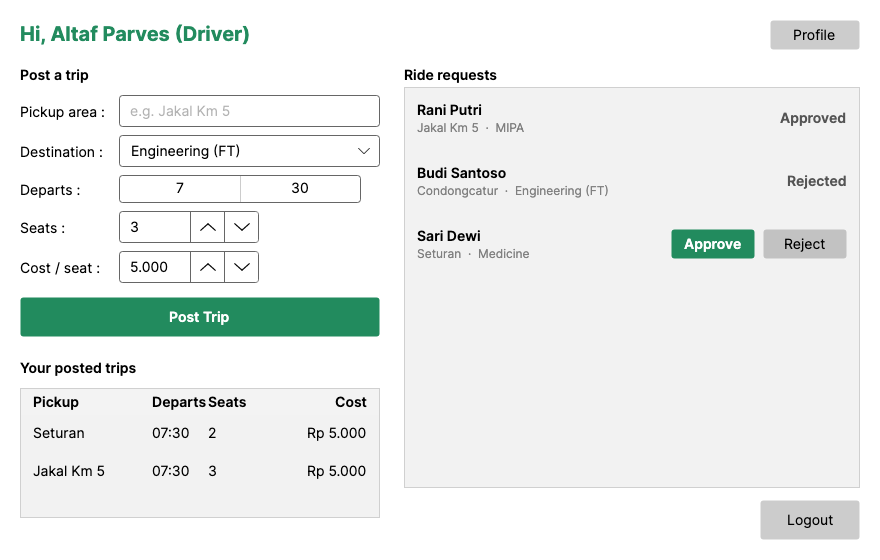 Hi, Altaf Parves (Driver)
Profile
Post a trip
Pickup area : e.g. Jakal Km 5
Destination : Engineering (FT)
Departs : 7 30
Seats : 3
Cost / seat : 5.000
Post Trip
Your posted trips
Pickup Departs Seats Cost
Seturan 07:30 2 Rp 5.000
Jakal Km 5 07:30 3 Rp 5.000
Ride requests
Rani Putri
Jakal Km 5 · MIPA
Approved
Budi Santoso
Condongcatur · Engineering (FT)
Rejected
Sari Dewi
Seturan · Medicine
Approve Reject
Logout